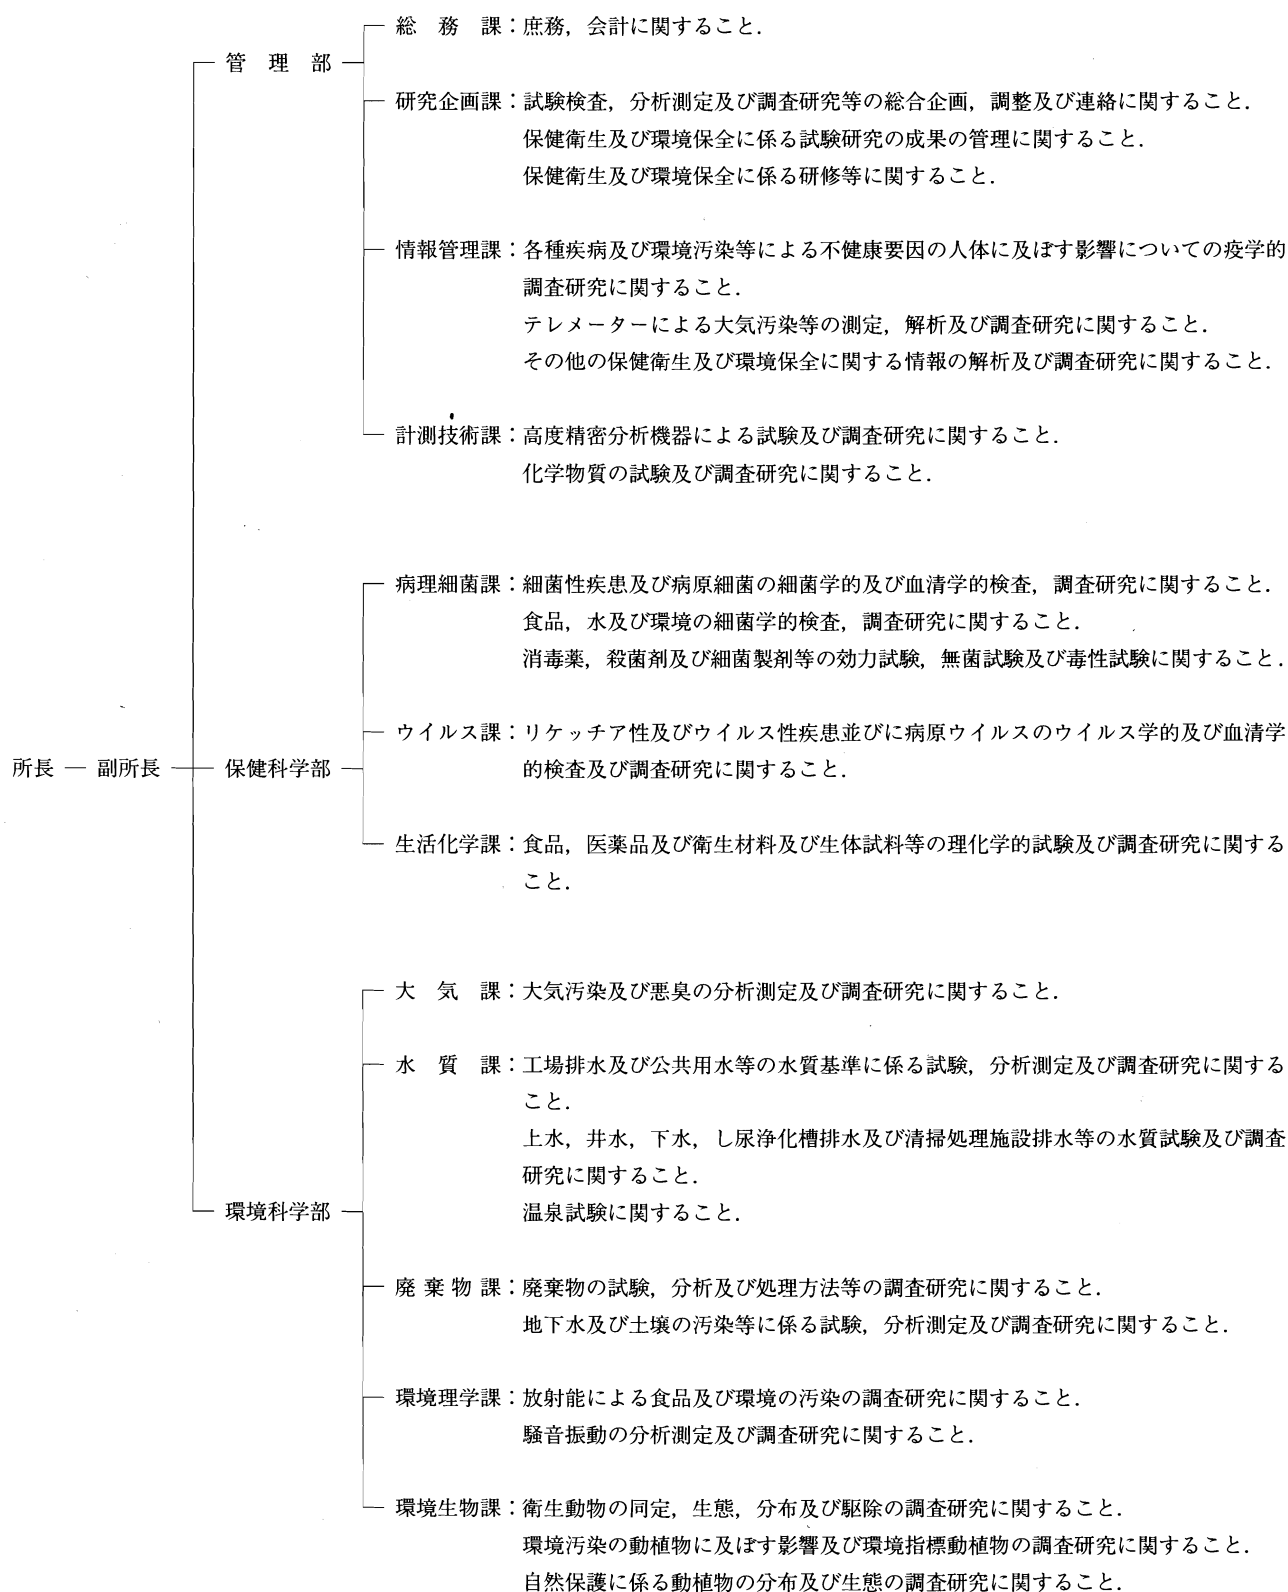 総務課：庶務，会計に関すること．
管理部
研究企画課：試験検査，分析測定及び調査研究等の総合企画，調整及び連絡に関すること．
保健衛生及び環境保全に係る試験研究の成果の管理に関すること．
保健衛生及び環境保全に係る研修等に関すること．
情報管理課：各種疾病及び環境汚染等による不健康要因の人体に及ぼす影響についての疫学的
調査研究に関すること．
テレメーターによる大気汚染等の測定，解析及び調査研究に関すること．
その他の保健衛生及び環境保全に関する情報の解析及び調査研究に関すること．
計測技術課：高度精密分析機器による試験及び調査研究に関すること．
化学物質の試験及び調査研究に関すること．
病理細菌課：細菌性疾患及び病原細菌の細菌学的及び血清学的検査，調査研究に関すること．
食品，水及び環境の細菌学的検査，調査研究に関すること．
消毒薬，殺菌剤及び細菌製剤等の効力試験，無菌試験及び毒性試験に関すること．
ウイルス課：リケッチア性及びウイルス性疾患並びに病原ウイルスのウイルス学的及び血清学
所長 ― 副所長 ― 保健科学部
的検査及び調査研究に関すること．
生活化学課：食品，医薬品及び衛生材料及び生体試料等の理化学的試験及び調査研究に関する
こと．
大気課：大気汚染及び悪臭の分析測定及び調査研究に関すること．
水質課：工場排水及び公共用水等の水質基準に係る試験，分析測定及び調査研究に関する
こと．
上水，井水，下水，し尿浄化槽排水及び清掃処理施設排水等の水質試験及び調査
研究に関すること．
環境科学部
温泉試験に関すること．
廃棄物課：廃棄物の試験，分析及び処理方法等の調査研究に関すること．
地下水及び土壌の汚染等に係る試験，分析測定及び調査研究に関すること．
環境理学課：放射能による食品及び環境の汚染の調査研究に関すること．
騒音振動の分析測定及び調査研究に関すること．
環境生物課：衛生動物の同定，生態，分布及び駆除の調査研究に関すること．
環境汚染の動植物に及ぼす影響及び環境指標動植物の調査研究に関すること．
自然保護に係る動植物の分布及び生態の調査研究に関すること．